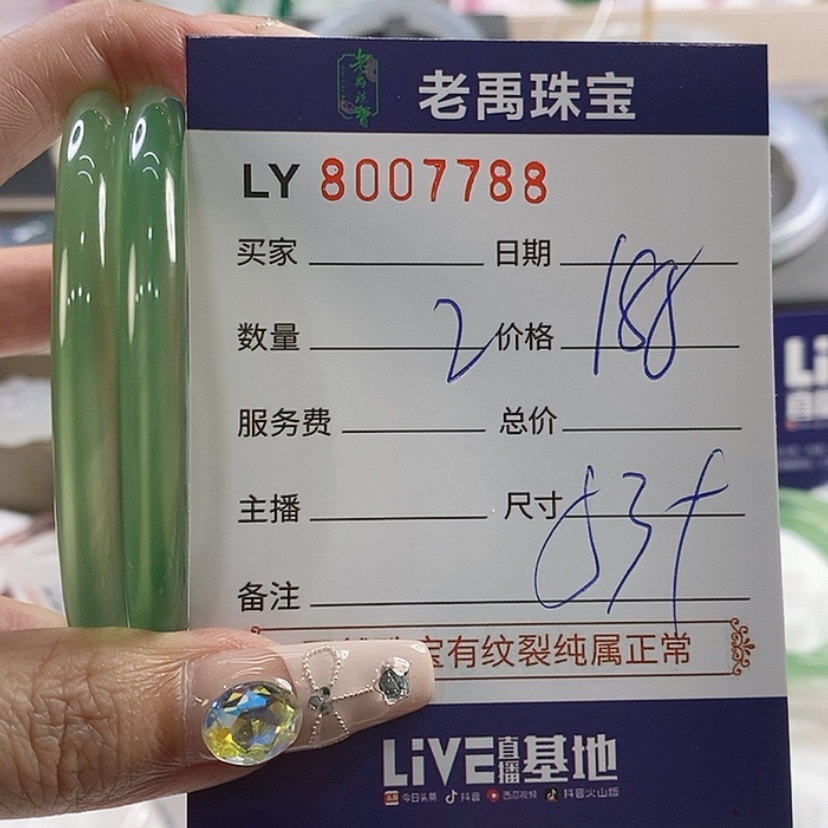 老禹珠宝
LY 8007788
买家 日期
数量 2 价格 188
服务费 总价
主播 尺寸 63+
备注
宝有纹裂纯属正常
LiVE直播基地
今日头条 抖音 西瓜视频 抖音火山版
Li
直